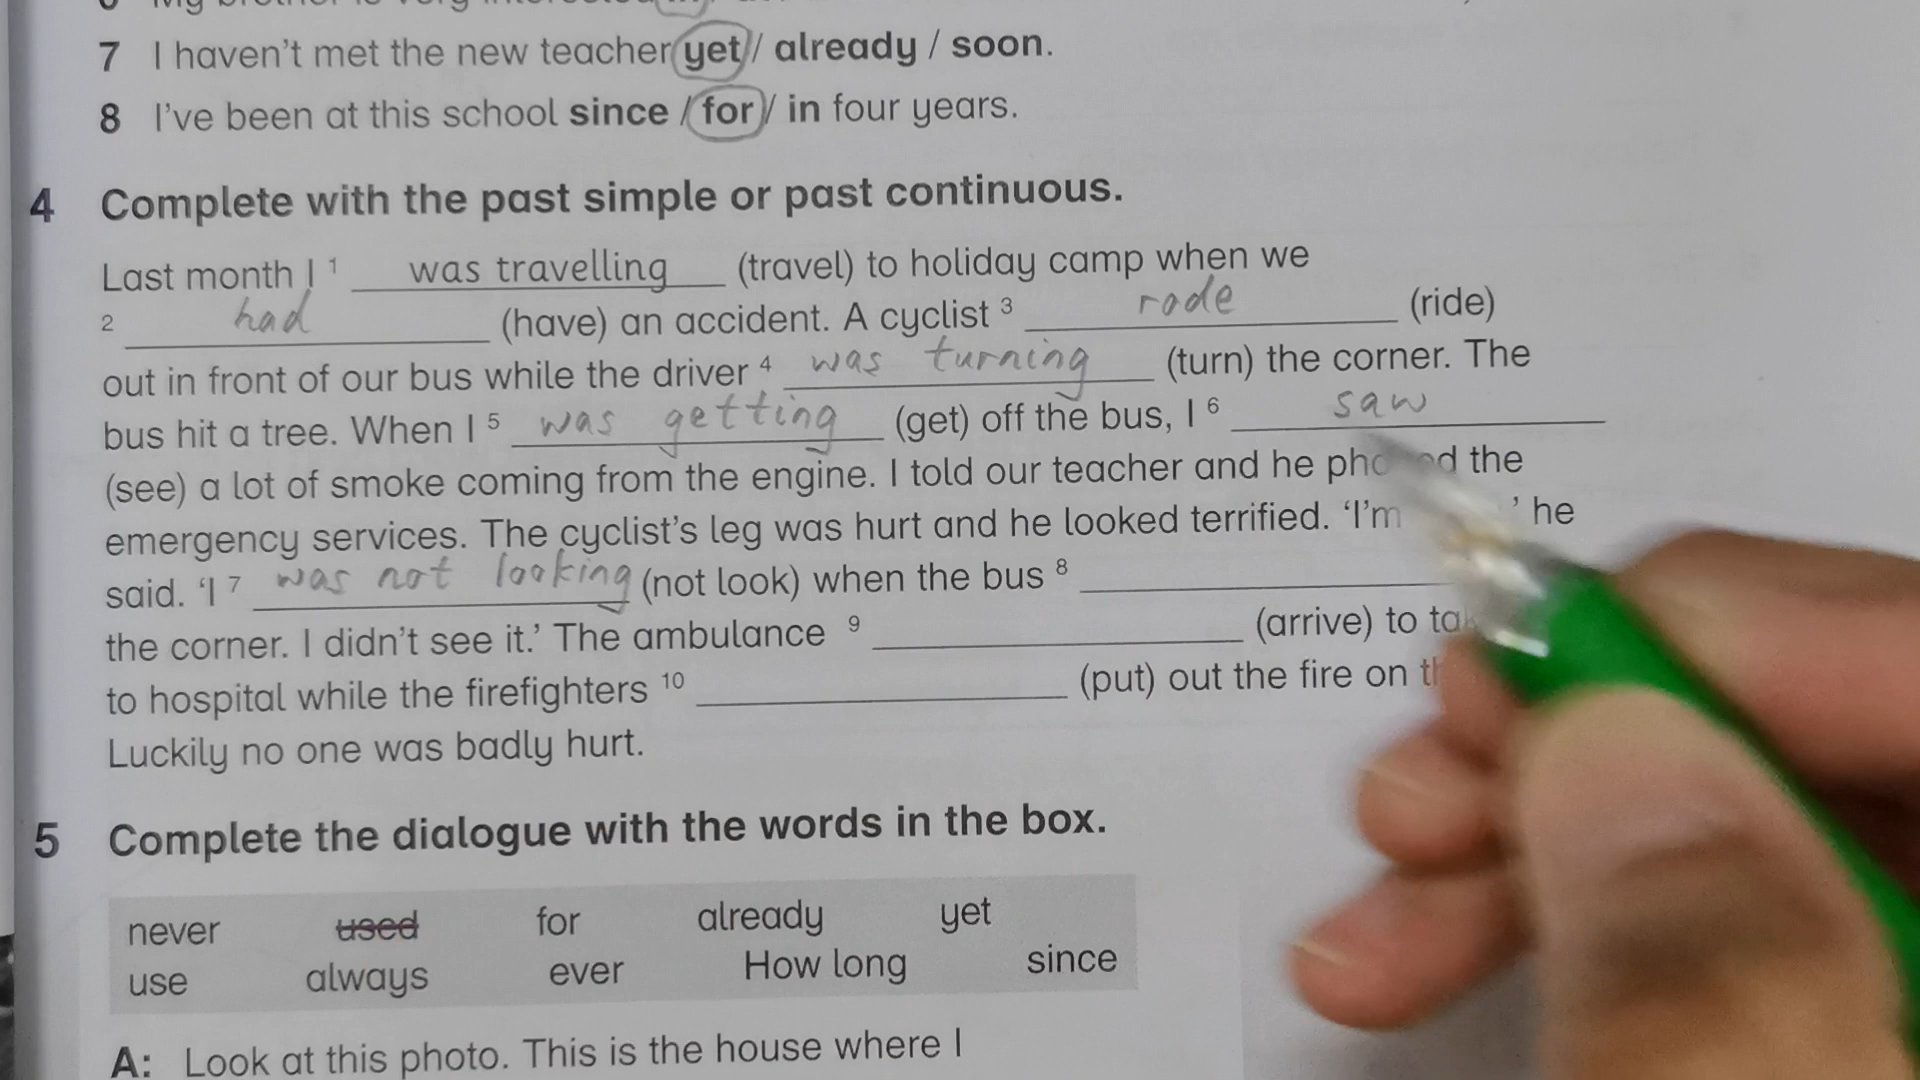 7 I haven't met the new teacher yet / already / soon.
8 I've been at this school since / for / in four years.
4 Complete with the past simple or past continuous.
Last month I 1 was travelling (travel) to holiday camp when we
2 had (have) an accident. A cyclist 3 rode (ride)
out in front of our bus while the driver 4 was turning (turn) the corner. The
bus hit a tree. When I 5 was getting (get) off the bus, I 6 saw
(see) a lot of smoke coming from the engine. I told our teacher and he the
emergency services. The cyclist's leg was hurt and he looked terrified. 'I'm ' he
said. 'I 7 was not looking (not look) when the bus 8
the corner. I didn't see it.' The ambulance 9 (arrive) to
to hospital while the firefighters 10 (put) out the fire on
Luckily no one was badly hurt.
5 Complete the dialogue with the words in the box.
never used for already yet
use always ever How long since
A: Look at this photo. This is the house where I